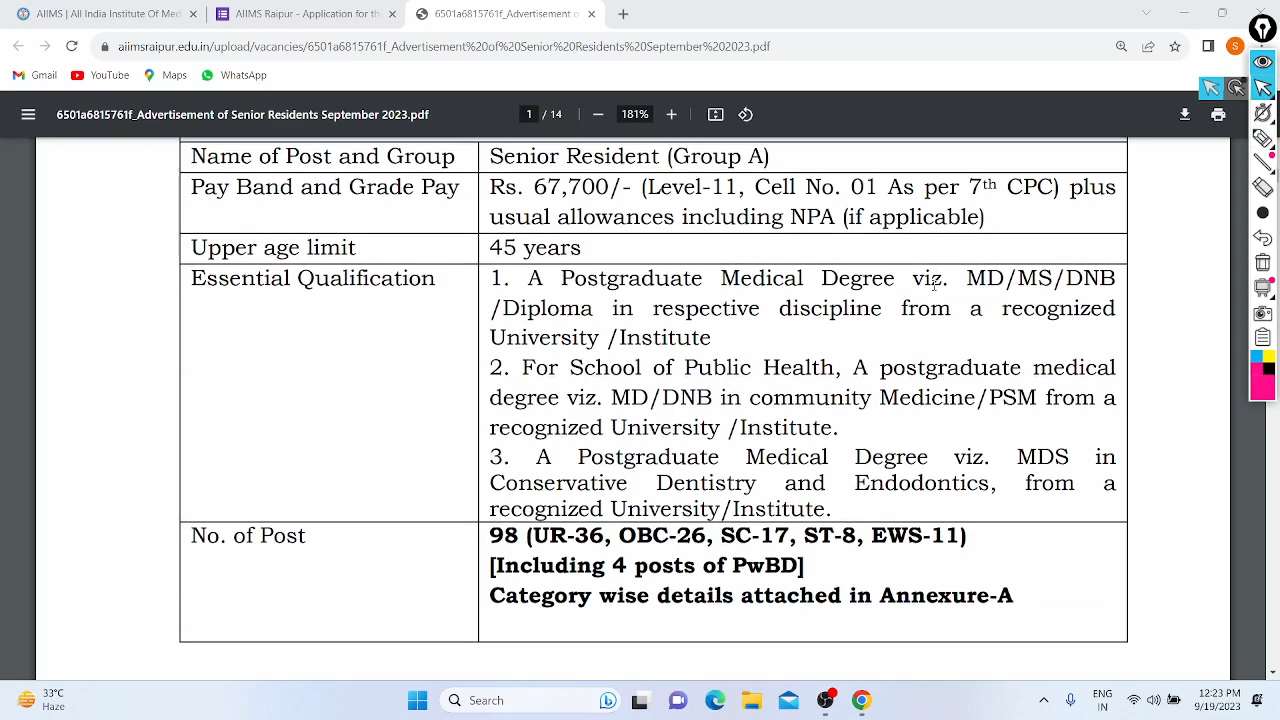 AIIMS | All India Institute Of Med
AIIMS Raipur - Application for the
6501a6815761f_Advertisement o
aiimsraipur.edu.in/upload/vacancies/6501a6815761f_Advertisement%20of%20Senior%20Residents%20September%202023.pdf
S
Gmail
YouTube
Maps
WhatsApp
6501a6815761f_Advertisement of Senior Residents September 2023.pdf
1 / 14
181%
Name of Post and Group
Senior Resident (Group A)
Pay Band and Grade Pay
Rs. 67,700/- (Level-11, Cell No. 01 As per 7th CPC) plus
usual allowances including NPA (if applicable)
Upper age limit
45 years
Essential Qualification
1. A Postgraduate Medical Degree viz. MD/MS/DNB
/Diploma in respective discipline from a recognized
University /Institute
2. For School of Public Health, A postgraduate medical
degree viz. MD/DNB in community Medicine/PSM from a
recognized University /Institute.
3. A Postgraduate Medical Degree viz. MDS in
Conservative Dentistry and Endodontics, from a
recognized University/Institute.
No. of Post
98 (UR-36, OBC-26, SC-17, ST-8, EWS-11)
[Including 4 posts of PwBD]
Category wise details attached in Annexure-A
33°C
Haze
Search
ENG
IN
12:23 PM
9/19/2023